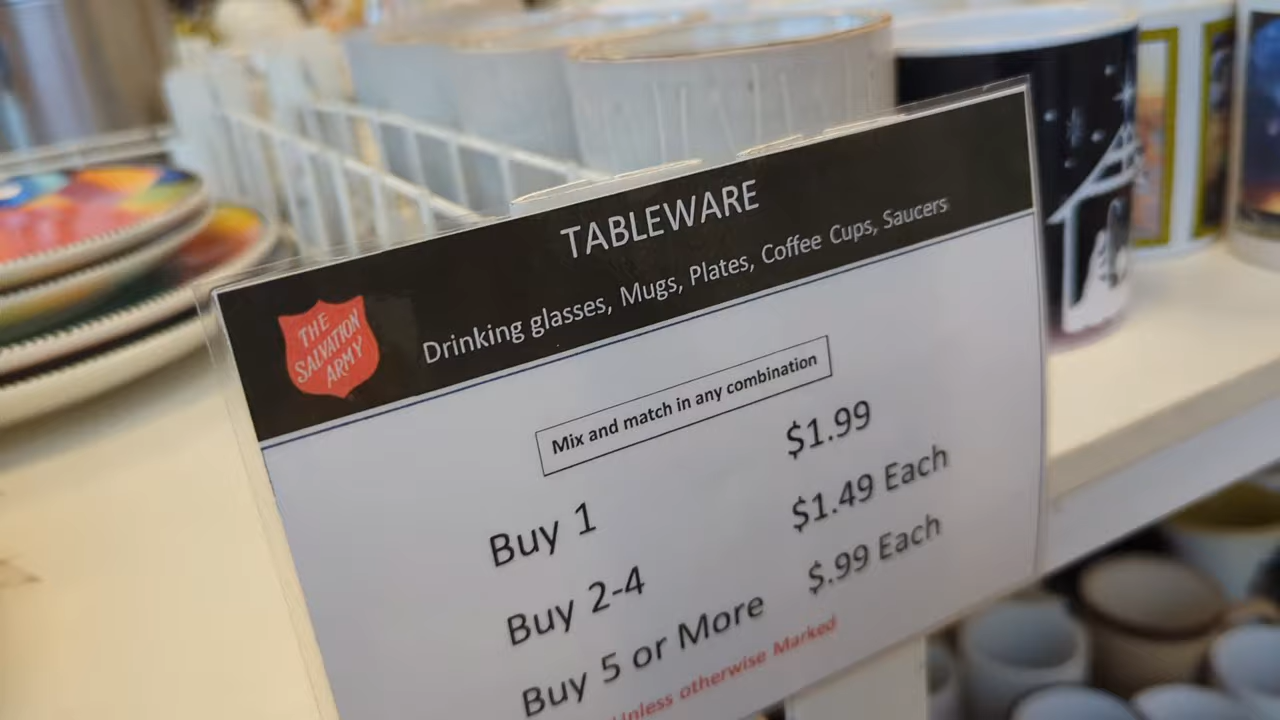 TABLEWARE
Drinking glasses, Mugs, Plates, Coffee Cups, Saucers
THE
SALVATION
ARMY
Mix and match in any combination
Buy 1 $1.99
Buy 2-4 $1.49 Each
Buy 5 or More $.99 Each
Unless otherwise Marked